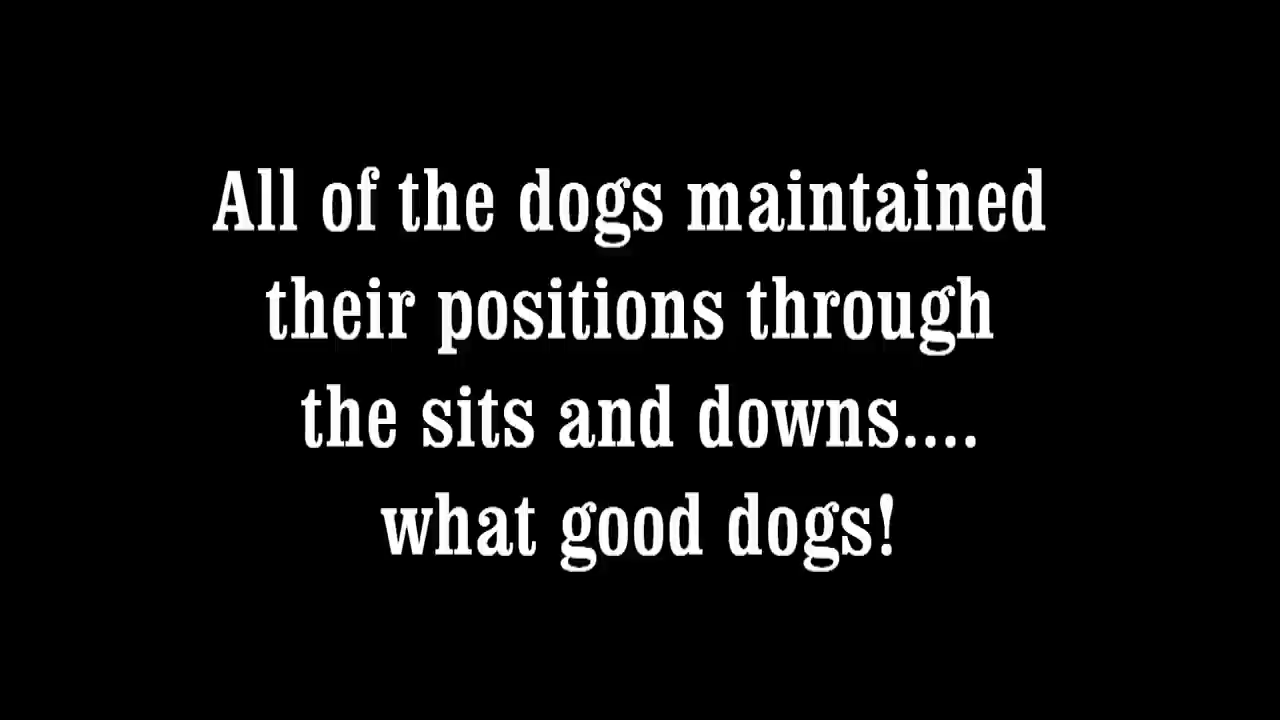 All of the dogs maintained
their positions through
the sits and downs....
what good dogs!